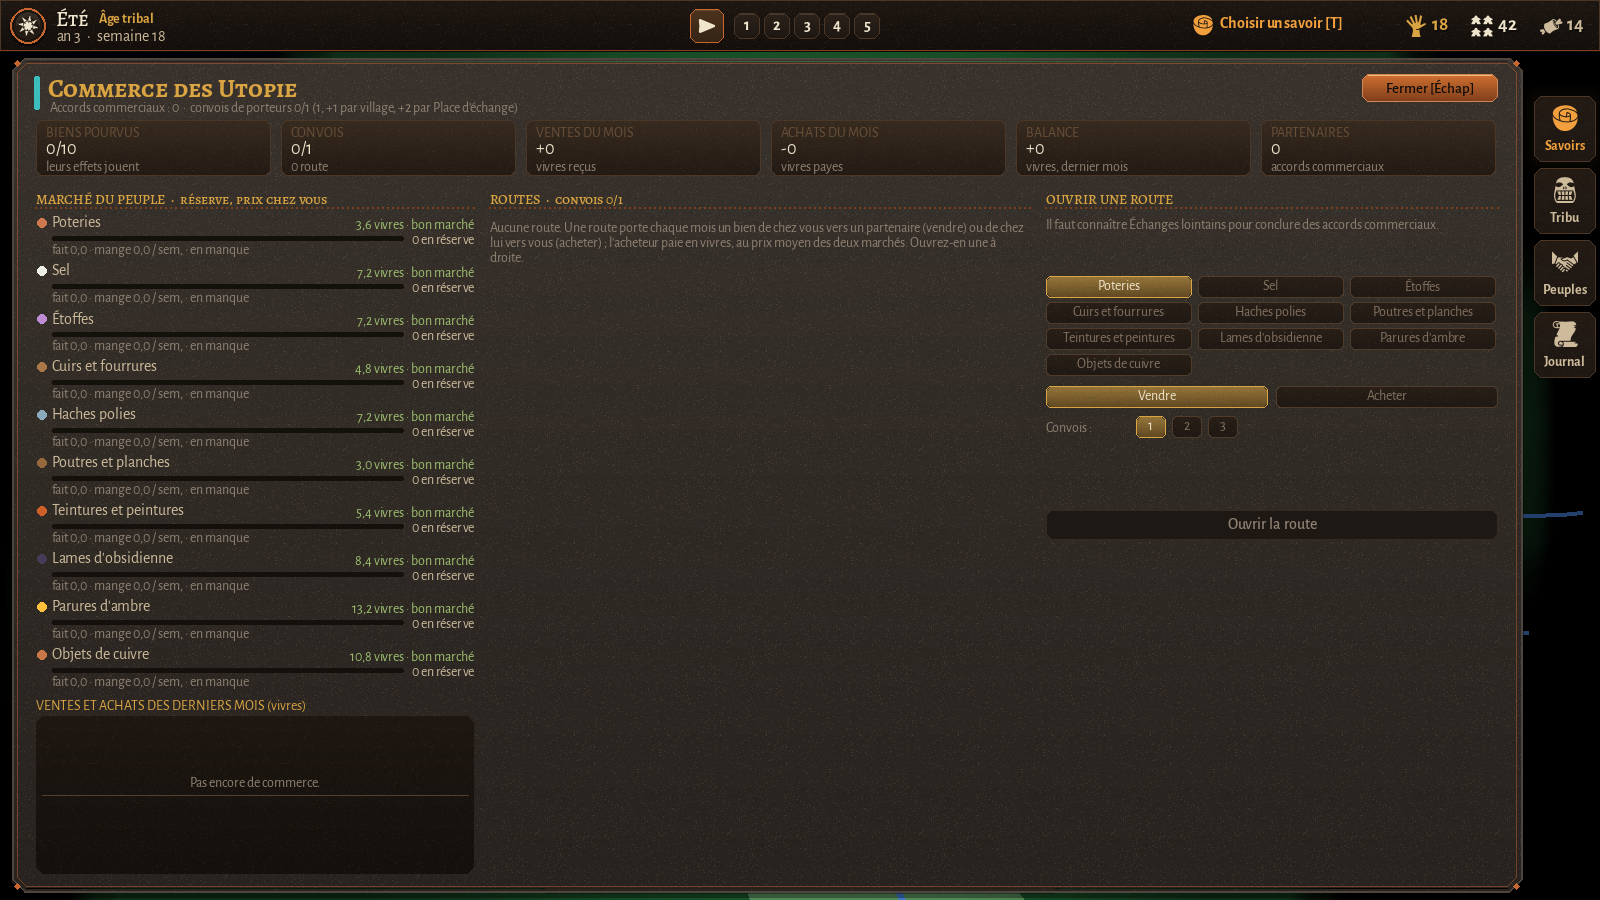 Été Âge tribal
an 3 · semaine 18
1 2 3 4 5
Choisir un savoir [T]
18 42 14
Commerce des Utopie
Accords commerciaux : 0 · convois de porteurs 0/1 (1, +1 par village, +2 par Place d'échange)
Fermer [Échap]
BIENS POURVUS
0/10
leurs effets jouent
CONVOIS
0/1
0 route
VENTES DU MOIS
+0
vivres reçus
ACHATS DU MOIS
-0
vivres payes
BALANCE
+0
vivres, dernier mois
PARTENAIRES
0
accords commerciaux
Savoirs
Tribu
Peuples
Journal
MARCHÉ DU PEUPLE · RÉSERVE, PRIX CHEZ VOUS
Poteries
3,6 vivres · bon marché
0 en réserve
fait 0,0 · mange 0,0 / sem, · en manque
Sel
7,2 vivres · bon marché
0 en réserve
fait 0,0 · mange 0,0 / sem, · en manque
Étoffes
7,2 vivres · bon marché
0 en réserve
fait 0,0 · mange 0,0 / sem, · en manque
Cuirs et fourrures
4,8 vivres · bon marché
0 en réserve
fait 0,0 · mange 0,0 / sem, · en manque
Haches polies
7,2 vivres · bon marché
0 en réserve
fait 0,0 · mange 0,0 / sem, · en manque
Poutres et planches
3,0 vivres · bon marché
0 en réserve
fait 0,0 · mange 0,0 / sem, · en manque
Teintures et peintures
5,4 vivres · bon marché
0 en réserve
fait 0,0 · mange 0,0 / sem, · en manque
Lames d'obsidienne
8,4 vivres · bon marché
0 en réserve
fait 0,0 · mange 0,0 / sem, · en manque
Parures d'ambre
13,2 vivres · bon marché
0 en réserve
fait 0,0 · mange 0,0 / sem, · en manque
Objets de cuivre
10,8 vivres · bon marché
0 en réserve
fait 0,0 · mange 0,0 / sem, · en manque
VENTES ET ACHATS DES DERNIERS MOIS (vivres)
Pas encore de commerce.
ROUTES · CONVOIS 0/1
Aucune route. Une route porte chaque mois un bien de chez vous vers un partenaire (vendre) ou de chez
lui vers vous (acheter) ; l'acheteur paie en vivres, au prix moyen des deux marchés. Ouvrez-en une à
droite.
OUVRIR UNE ROUTE
Il faut connaître Échanges lointains pour conclure des accords commerciaux.
Poteries Sel Étoffes
Cuirs et fourrures Haches polies Poutres et planches
Teintures et peintures Lames d'obsidienne Parures d'ambre
Objets de cuivre
Vendre Acheter
Convois : 1 2 3
Ouvrir la route